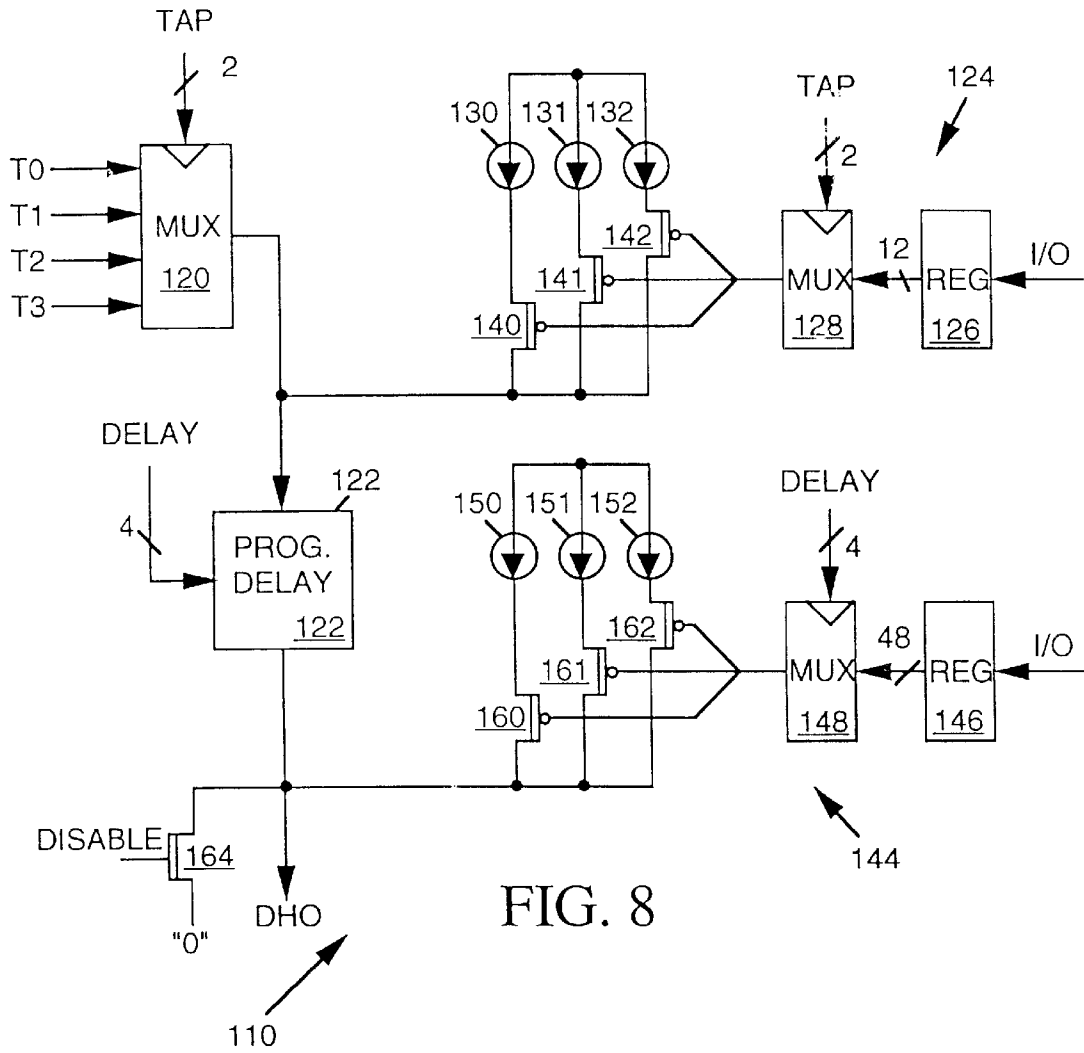 TAP
2
T0
T1
T2
T3
MUX
120
130
131
132
142
141
140
TAP
2
124
MUX
128
12
REG
126
I/O
DELAY
4
122
PROG.
DELAY
122
150
151
152
162
161
160
DELAY
4
MUX
148
48
REG
146
I/O
144
DISABLE
164
"0"
DHO
110
FIG. 8